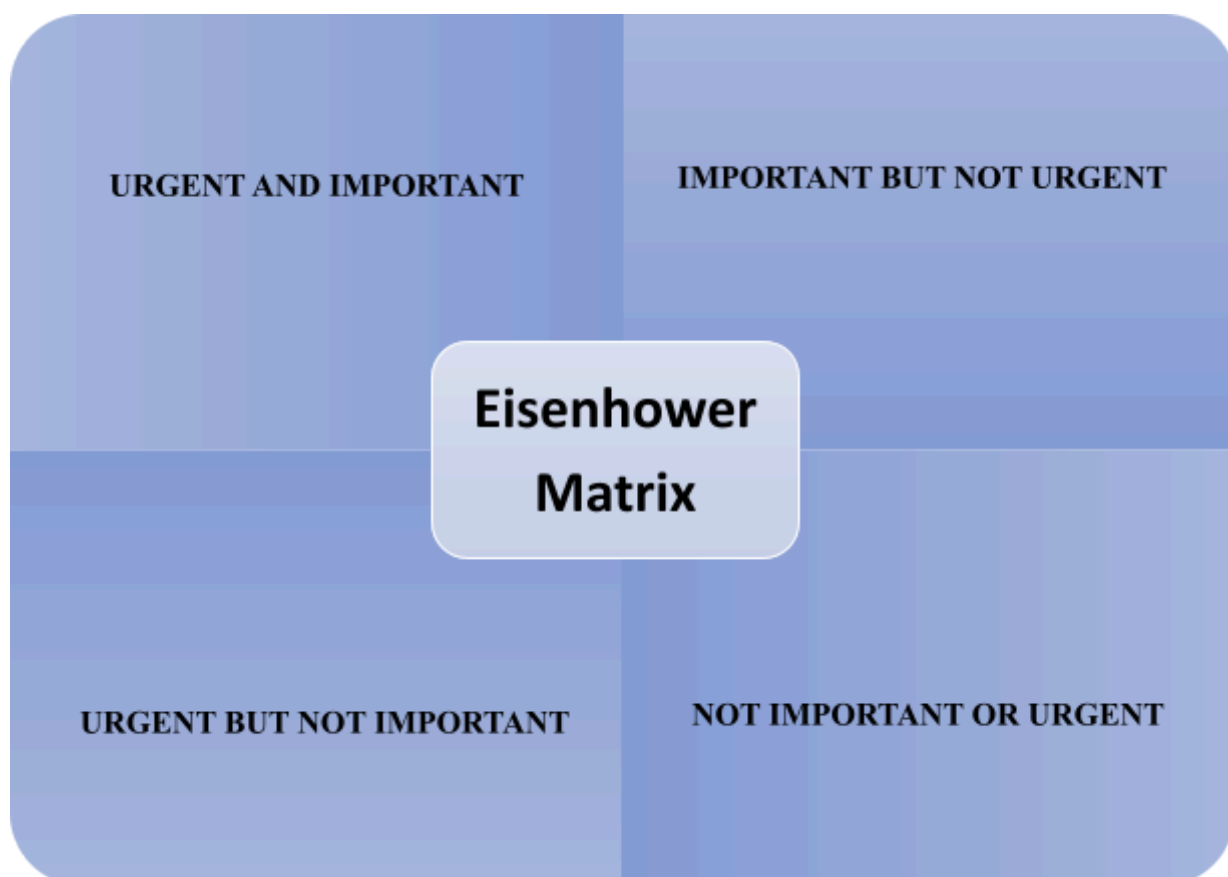 URGENT AND IMPORTANT
IMPORTANT BUT NOT URGENT
Eisenhower
Matrix
URGENT BUT NOT IMPORTANT
NOT IMPORTANT OR URGENT